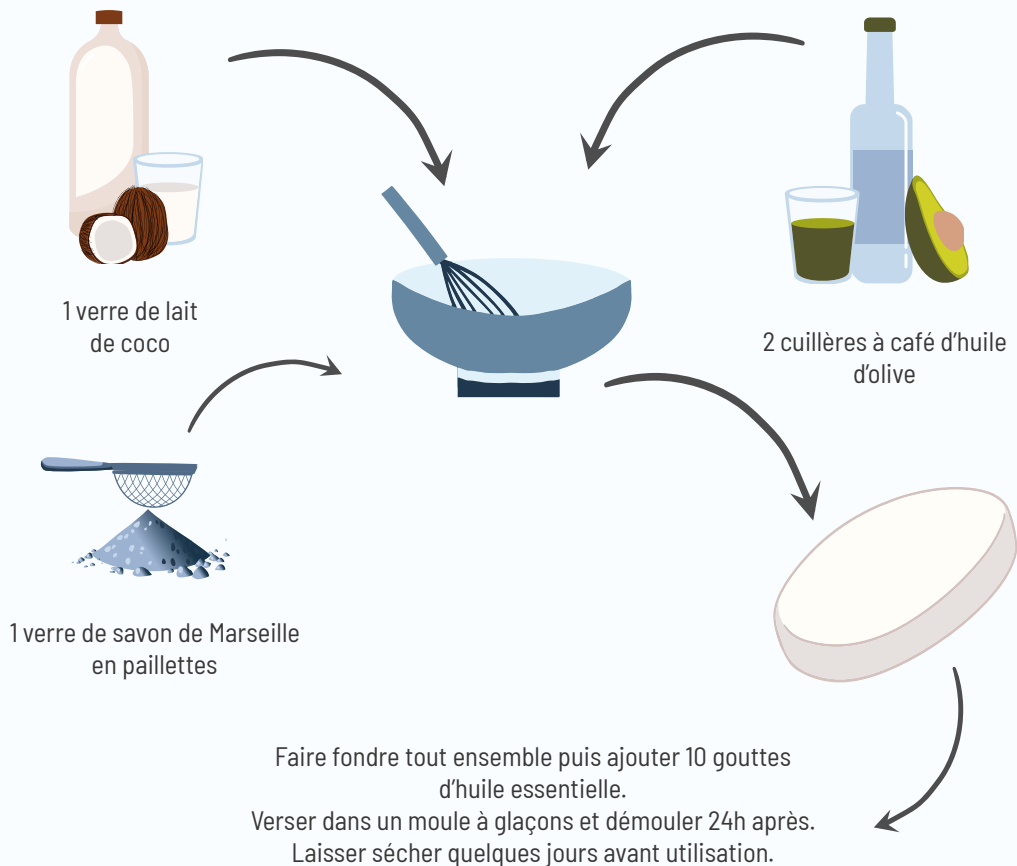 1 verre de lait
de coco
2 cuillères à café d'huile
d'olive
1 verre de savon de Marseille
en paillettes
Faire fondre tout ensemble puis ajouter 10 gouttes
d'huile essentielle.
Verser dans un moule à glaçons et démouler 24h après.
Laisser sécher quelques jours avant utilisation.